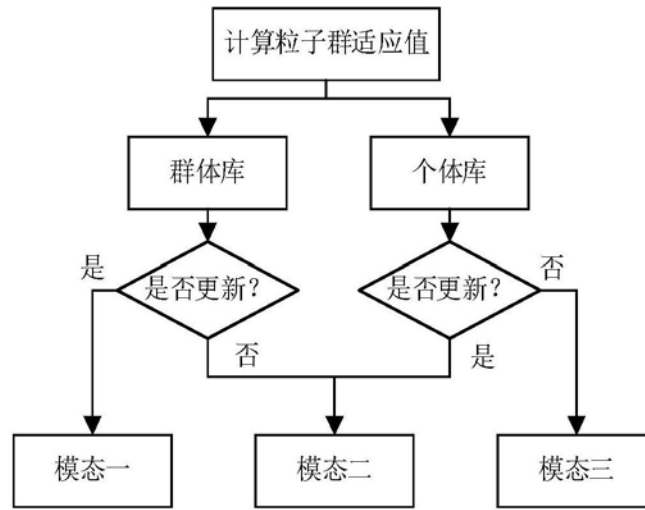 计算粒子群适应值
群体库
个体库
是
是否更新?
是否更新?
否
否
是
模态一
模态二
模态三